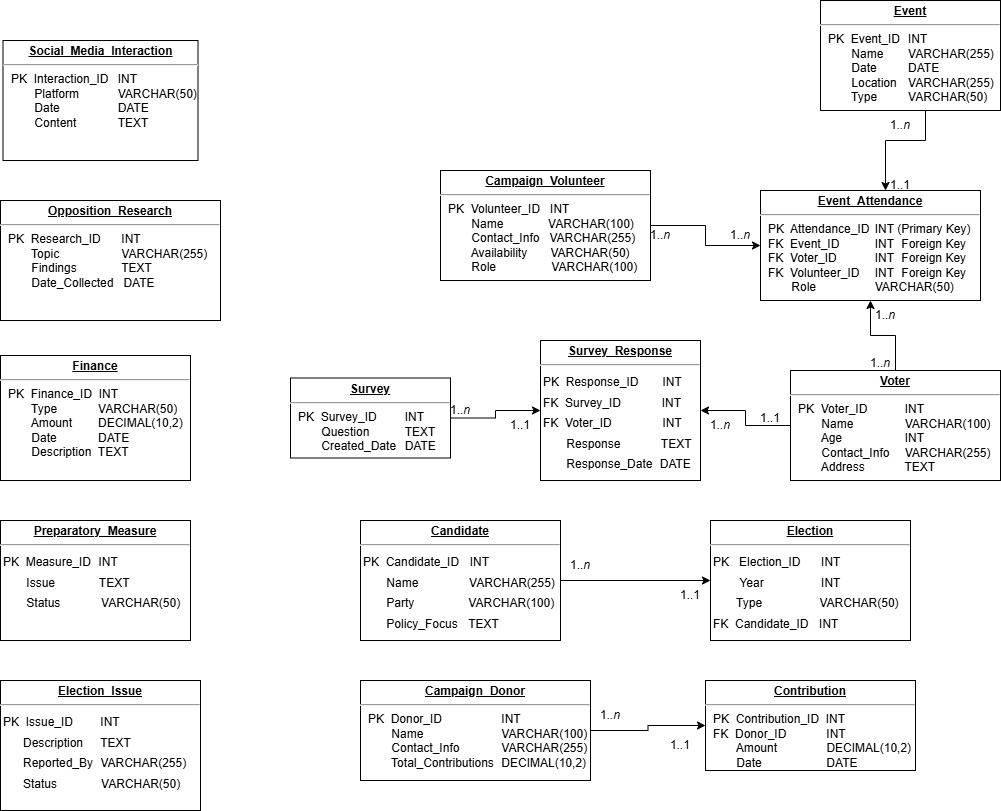 Event
PK Event_ID INT
Name VARCHAR(255)
Date DATE
Location VARCHAR(255)
Type VARCHAR(50)
1..n
1..1
Social_Media_Interaction
PK Interaction_ID INT
Platform VARCHAR(50)
Date DATE
Content TEXT
Campaign_Volunteer
PK Volunteer_ID INT
Name VARCHAR(100)
Contact_Info VARCHAR(255)
Availability VARCHAR(50)
Role VARCHAR(100)
1..n
1..n
Event_Attendance
PK Attendance_ID INT (Primary Key)
FK Event_ID INT Foreign Key
FK Voter_ID INT Foreign Key
FK Volunteer_ID INT Foreign Key
Role VARCHAR(50)
1..n
1..n
Opposition_Research
PK Research_ID INT
Topic VARCHAR(255)
Findings TEXT
Date_Collected DATE
Finance
PK Finance_ID INT
Type VARCHAR(50)
Amount DECIMAL(10,2)
Date DATE
Description TEXT
Survey
PK Survey_ID INT
Question TEXT
Created_Date DATE
1..n
1..1
Survey_Response
PK Response_ID INT
FK Survey_ID INT
FK Voter_ID INT
Response TEXT
Response_Date DATE
1..n
1..1
Voter
PK Voter_ID INT
Name VARCHAR(100)
Age INT
Contact_Info VARCHAR(255)
Address TEXT
Preparatory_Measure
PK Measure_ID INT
Issue TEXT
Status VARCHAR(50)
Candidate
PK Candidate_ID INT
Name VARCHAR(255)
Party VARCHAR(100)
Policy_Focus TEXT
1..n
1..1
Election
PK Election_ID INT
Year INT
Type VARCHAR(50)
FK Candidate_ID INT
Election_Issue
PK Issue_ID INT
Description TEXT
Reported_By VARCHAR(255)
Status VARCHAR(50)
Campaign_Donor
PK Donor_ID INT
Name VARCHAR(100)
Contact_Info VARCHAR(255)
Total_Contributions DECIMAL(10,2)
1..n
1..1
Contribution
PK Contribution_ID INT
FK Donor_ID INT
Amount DECIMAL(10,2)
Date DATE